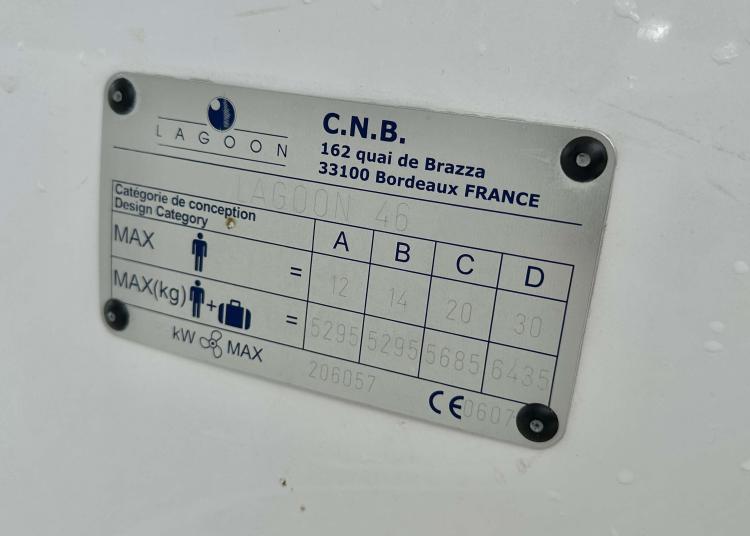 LAGOON
C.N.B.
162 quai de Brazza
33100 Bordeaux FRANCE
LAGOON 46
Catégorie de conception
Design Category
A B C D
MAX = 12 14 20 30
MAX(kg) + = 5295 5295 5685 6435
kW MAX 206057
CE 0607